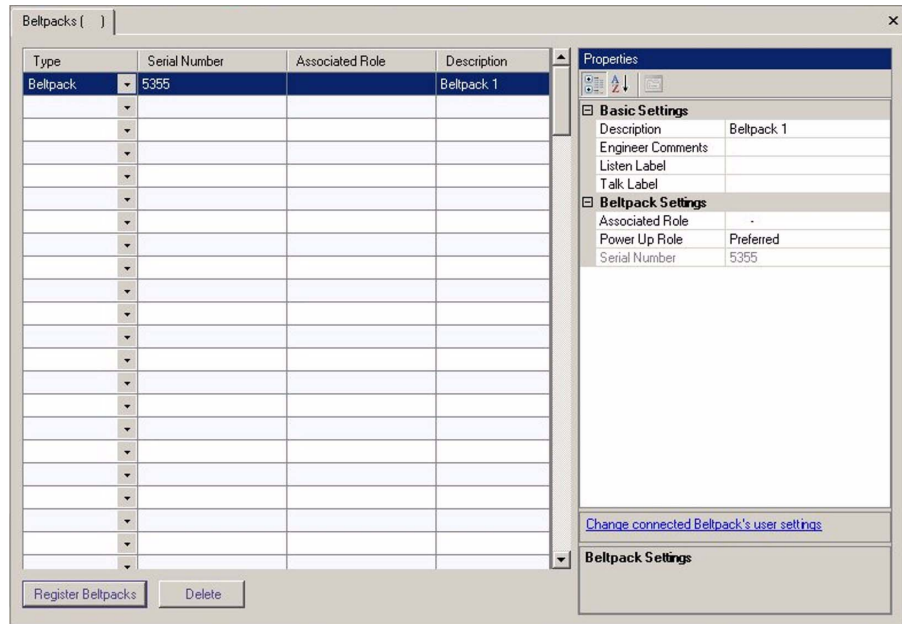 Beltpacks ( )
Type Serial Number Associated Role Description
Beltpack 5355 Beltpack 1
Register Beltpacks Delete
Properties
Basic Settings
Description Beltpack 1
Engineer Comments
Listen Label
Talk Label
Beltpack Settings
Associated Role -
Power Up Role Preferred
Serial Number 5355
Change connected Beltpack's user settings
Beltpack Settings